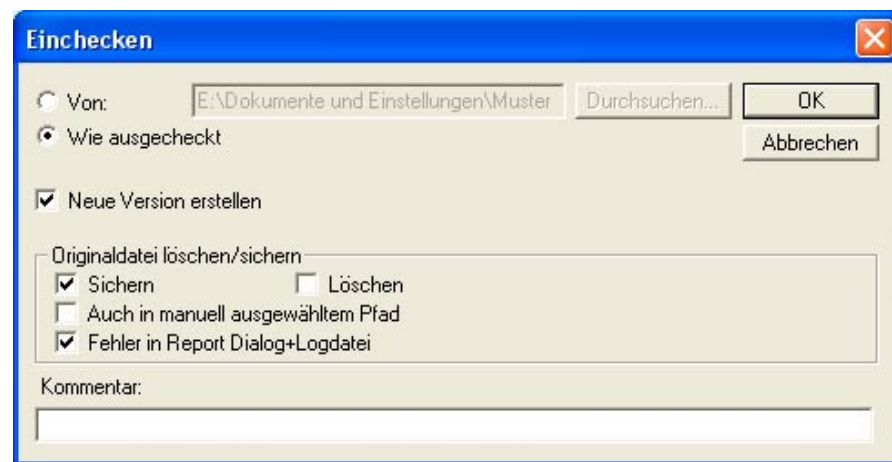 Einchecken
Von: E:\Dokumente und Einstellungen\Muster Durchsuchen... OK
Wie ausgecheckt Abbrechen
Neue Version erstellen
Originaldatei löschen/sichern
Sichern Löschen
Auch in manuell ausgewähltem Pfad
Fehler in Report Dialog+Logdatei
Kommentar: